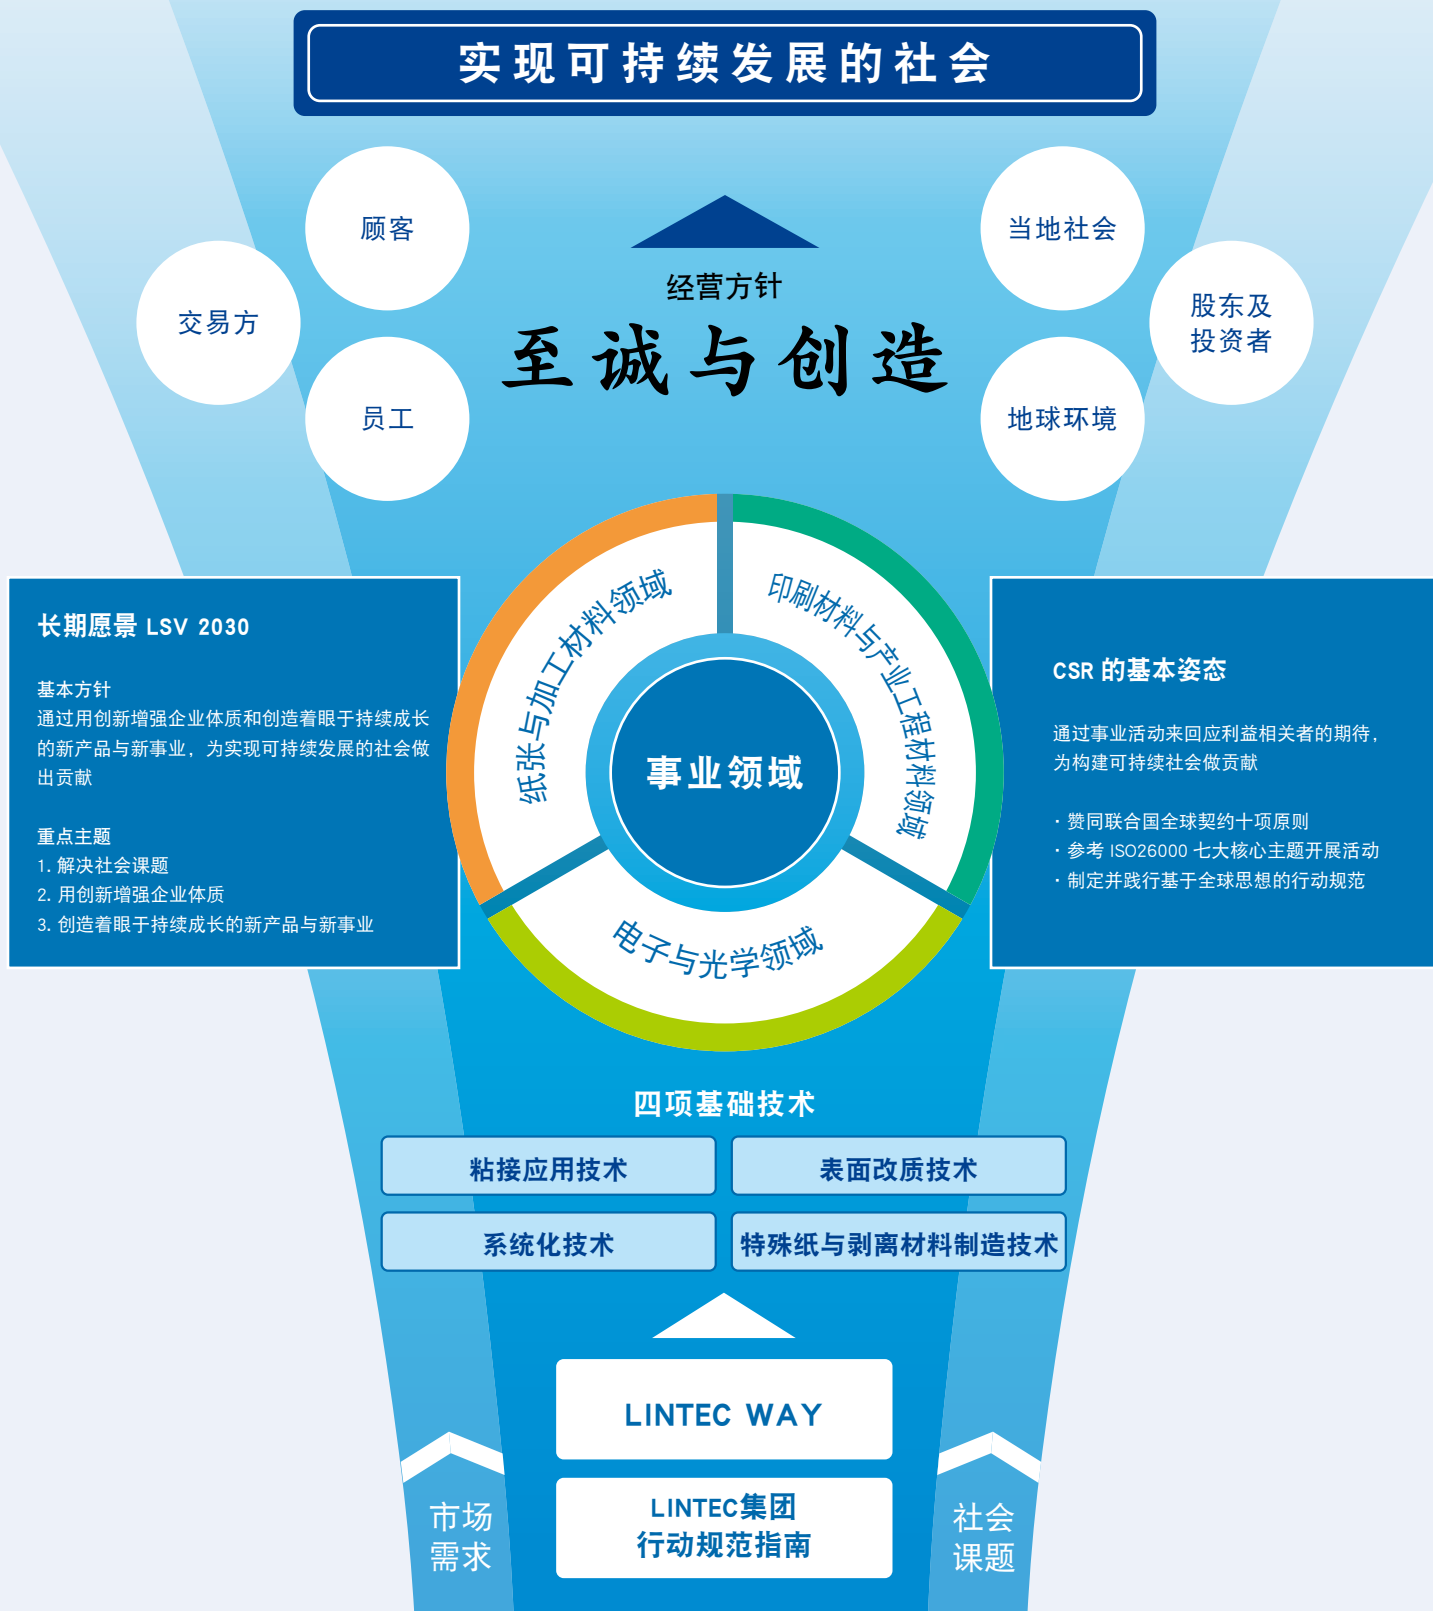 实现可持续发展的社会
顾客
交易方
员工
经营方针
至诚与创造
当地社会
股东及
投资者
地球环境
长期愿景 LSV 2030
基本方针
通过用创新增强企业体质和创造着眼于持续成长
的新产品与新事业，为实现可持续发展的社会做
出贡献
重点主题
1. 解决社会课题
2. 用创新增强企业体质
3. 创造着眼于持续成长的新产品与新事业
纸张与加工材料领域
印刷材料与产业工程材料领域
事业领域
电子与光学领域
CSR 的基本姿态
通过事业活动来回应利益相关者的期待，
为构建可持续社会做贡献
· 赞同联合国全球契约十项原则
· 参考 ISO26000 七大核心主题开展活动
· 制定并践行基于全球思想的行动规范
四项基础技术
粘接应用技术
表面改质技术
系统化技术
特殊纸与剥离材料制造技术
LINTEC WAY
LINTEC集团
行动规范指南
市场
需求
社会
课题